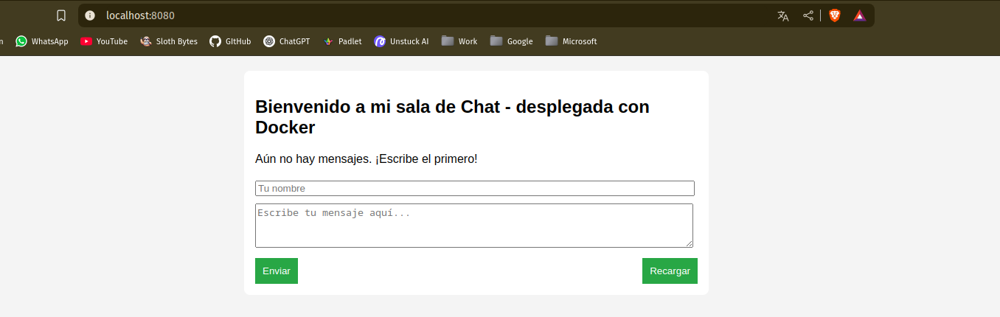 localhost:8080
n WhatsApp YouTube Sloth Bytes GItHub ChatGPT Padlet Unstuck AI Work Google Microsoft
Bienvenido a mi sala de Chat - desplegada con
Docker
Aún no hay mensajes. ¡Escribe el primero!
Tu nombre
Escribe tu mensaje aquí...
Enviar Recargar